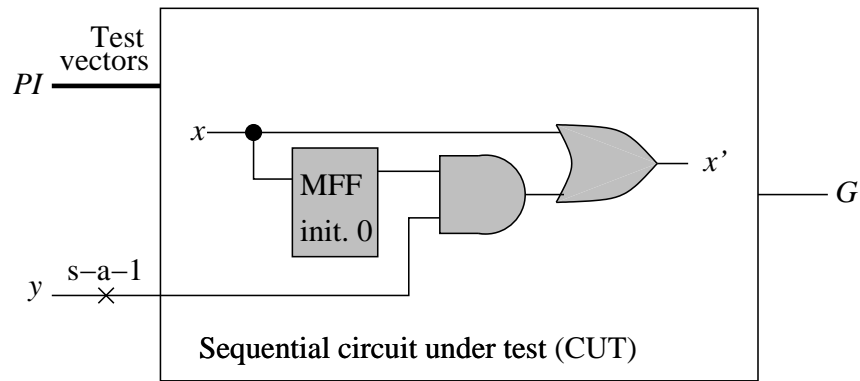 Test
vectors
PI
x
MFF
init. 0
x'
G
s-a-1
y
Sequential circuit under test (CUT)